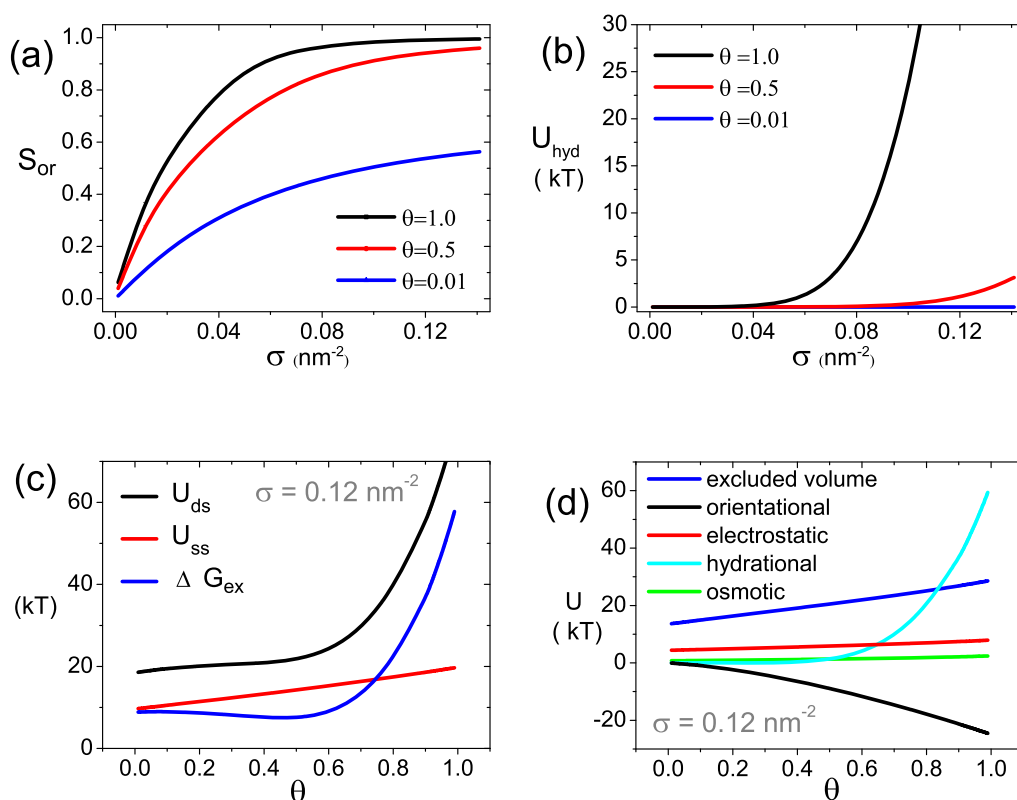 (a)
S_or
1.0
0.8
0.6
0.4
0.2
0.0
θ=1.0
θ=0.5
θ=0.01
0.00 0.04 0.08 0.12
σ (nm⁻²)
(b)
U_hyd
( kT)
30
25
20
15
10
5
0
θ =1.0
θ =0.5
θ =0.01
0.00 0.04 0.08 0.12
σ (nm⁻²)
(c)
(kT)
60
40
20
0
U_ds
U_ss
Δ G_ex
σ = 0.12 nm⁻²
0.0 0.2 0.4 0.6 0.8 1.0
θ
(d)
U
( kT)
60
40
20
0
-20
excluded volume
orientational
electrostatic
hydrational
osmotic
σ = 0.12 nm⁻²
0.0 0.2 0.4 0.6 0.8 1.0
θ